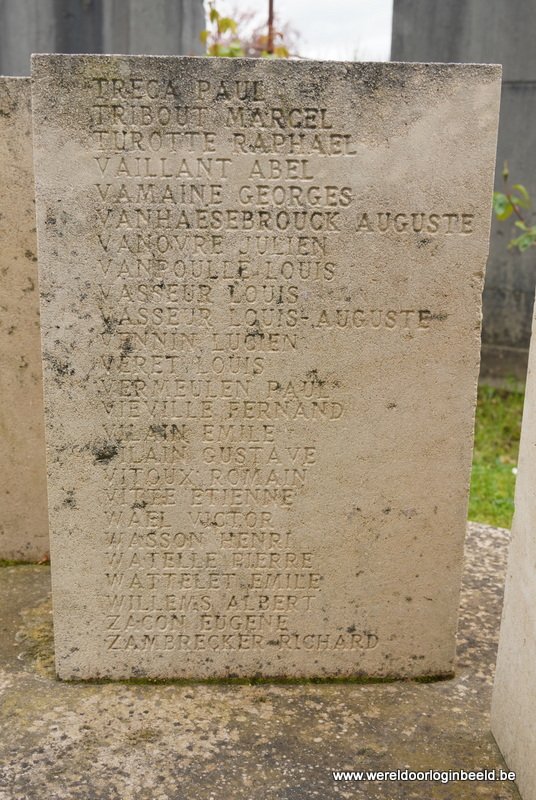 TRECA PAUL
TRIBOUT MARCEL
TUROTTE RAPHAEL
VAILLANT ABEL
VAMAINE GEORGES
VANHAESEBROUCK AUGUSTE
VANOVRE JULIEN
VANPOULLE LOUIS
VASSEUR LOUIS
VASSEUR LOUIS-AUGUSTE
VENNIN LUCIEN
VERET LOUIS
VERMEULEN PAUL
VIEVILLE FERNAND
VILAIN EMILE
VILAIN GUSTAVE
VITOUX ROMAIN
VITTE ETIENNE
WAEL VICTOR
WASSON HENRI
WATELLE PIERRE
WATTELET EMILE
WILLEMS ALBERT
ZACON EUGENE
ZAMBRECKER RICHARD
www.wereldoorloginbeeld.be